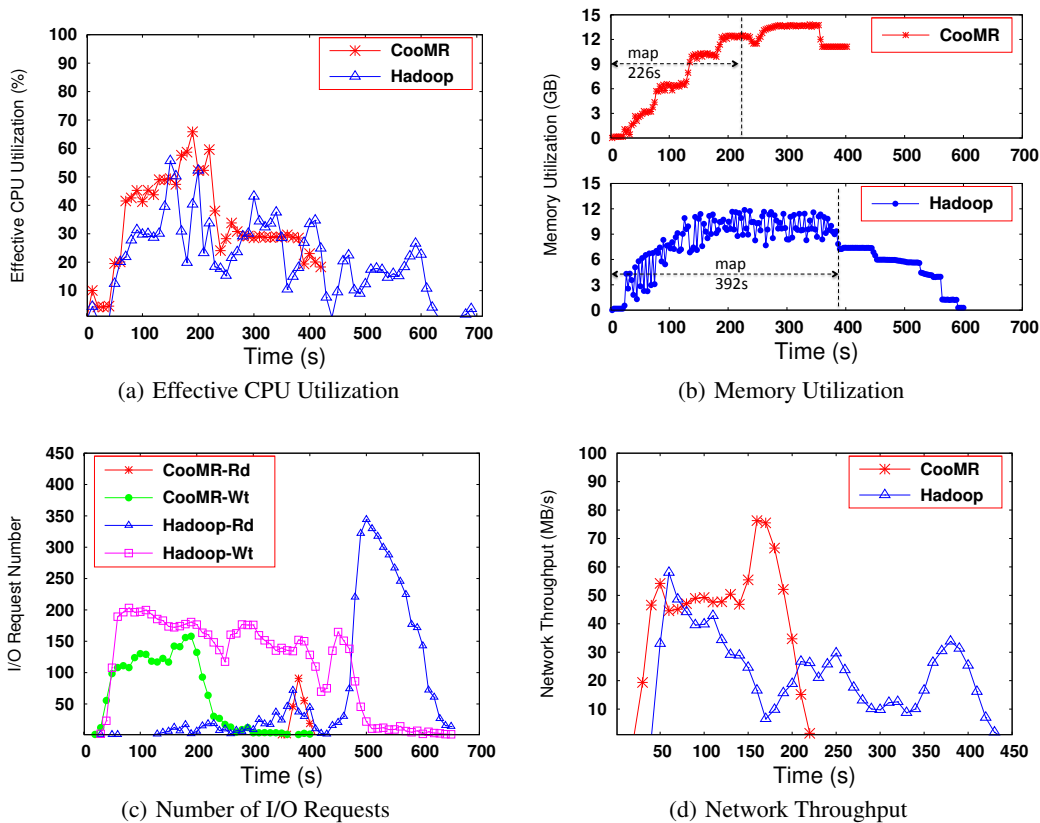 100
90
80
70
60
50
40
30
20
10
Effective CPU Utilization (%)
CooMR
Hadoop
0 100 200 300 400 500 600 700
Time (s)
(a) Effective CPU Utilization
15
12
9
6
3
0
CooMR
map
226s
0 100 200 300 400 500 600 700
Memory Utilization (GB)
15
12
9
6
3
0
Hadoop
map
392s
0 100 200 300 400 500 600 700
Time (s)
(b) Memory Utilization
450
400
350
300
250
200
150
100
50
I/O Request Number
CooMR-Rd
CooMR-Wt
Hadoop-Rd
Hadoop-Wt
0 100 200 300 400 500 600 700
Time (s)
(c) Number of I/O Requests
100
90
80
70
60
50
40
30
20
10
Network Throughput (MB/s)
CooMR
Hadoop
50 100 150 200 250 300 350 400 450
Time (s)
(d) Network Throughput